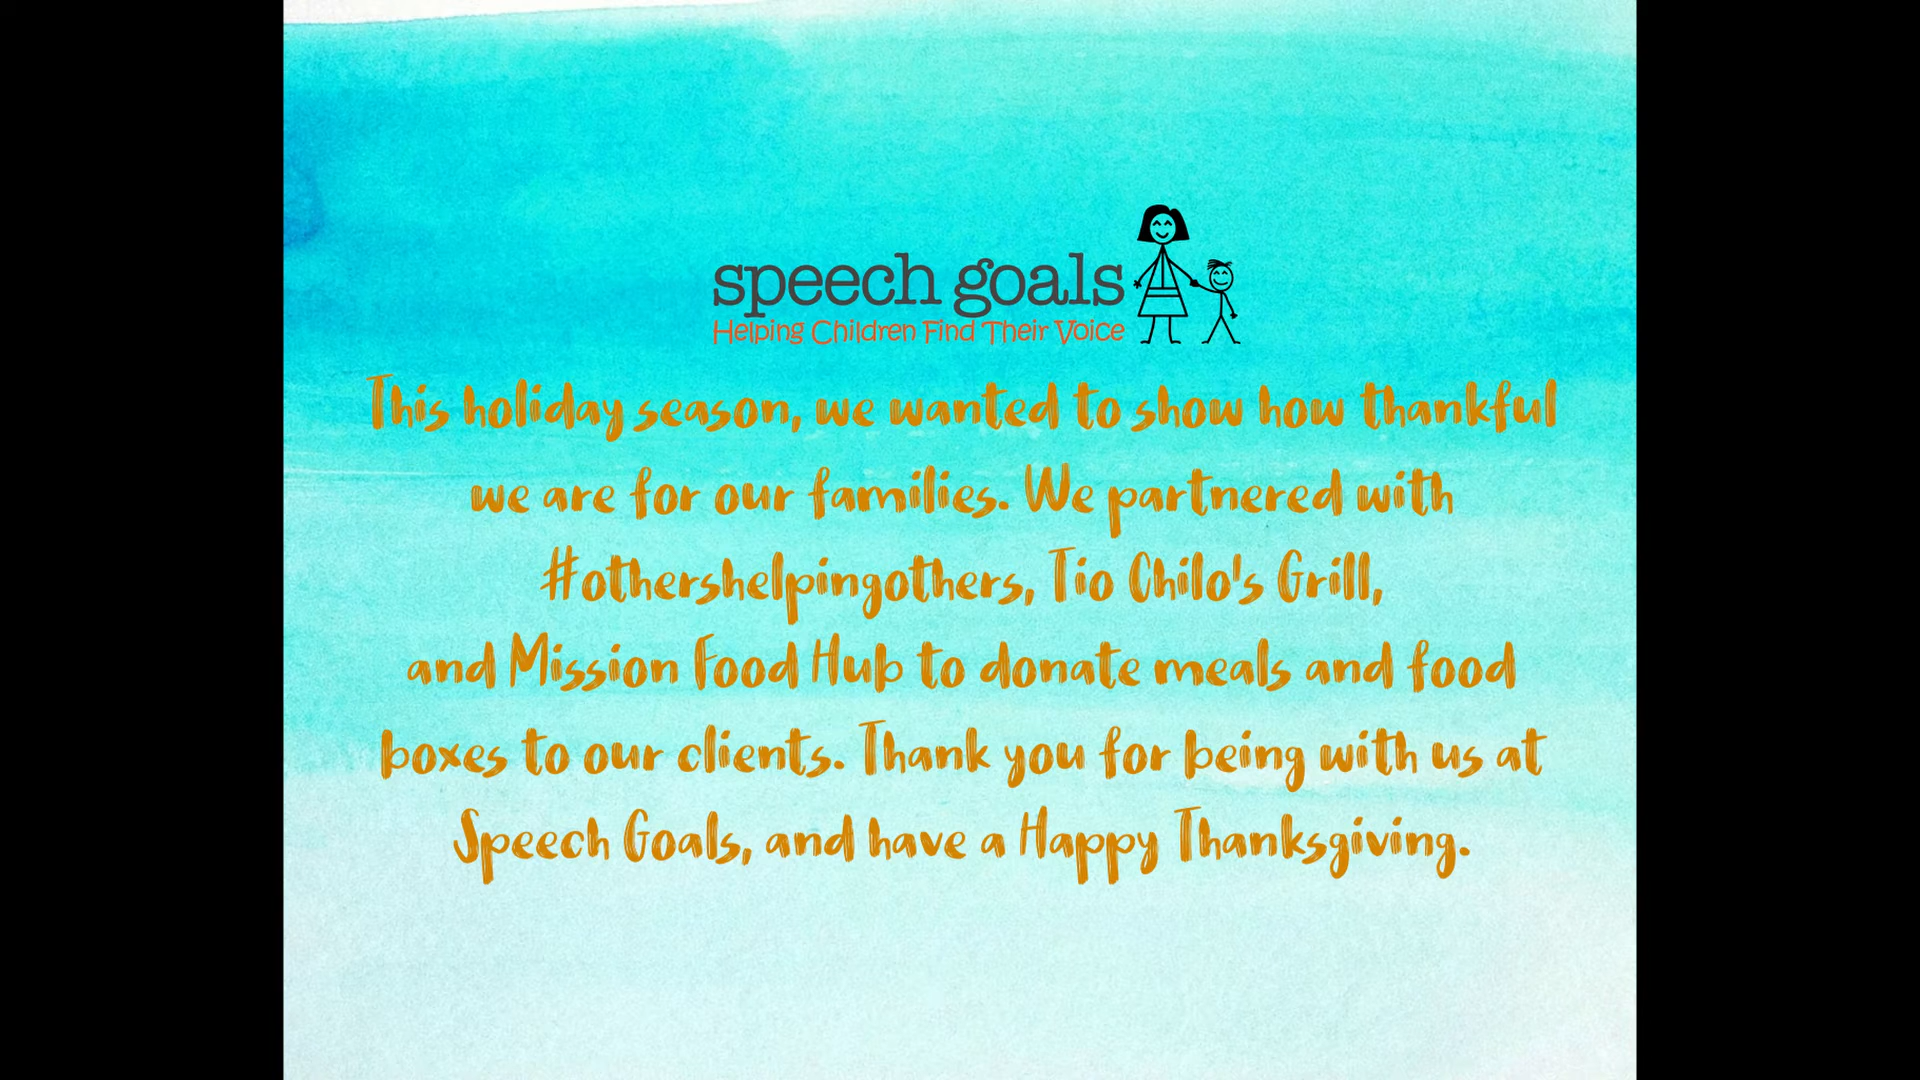 speech goals
Helping Children Find Their Voice
This holiday season, we wanted to show how thankful
we are for our families. We partnered with
#othershelpingothers, Tio Chilo's Grill,
and Mission Food Hub to donate meals and food
boxes to our clients. Thank you for being with us at
Speech Goals, and have a Happy Thanksgiving.